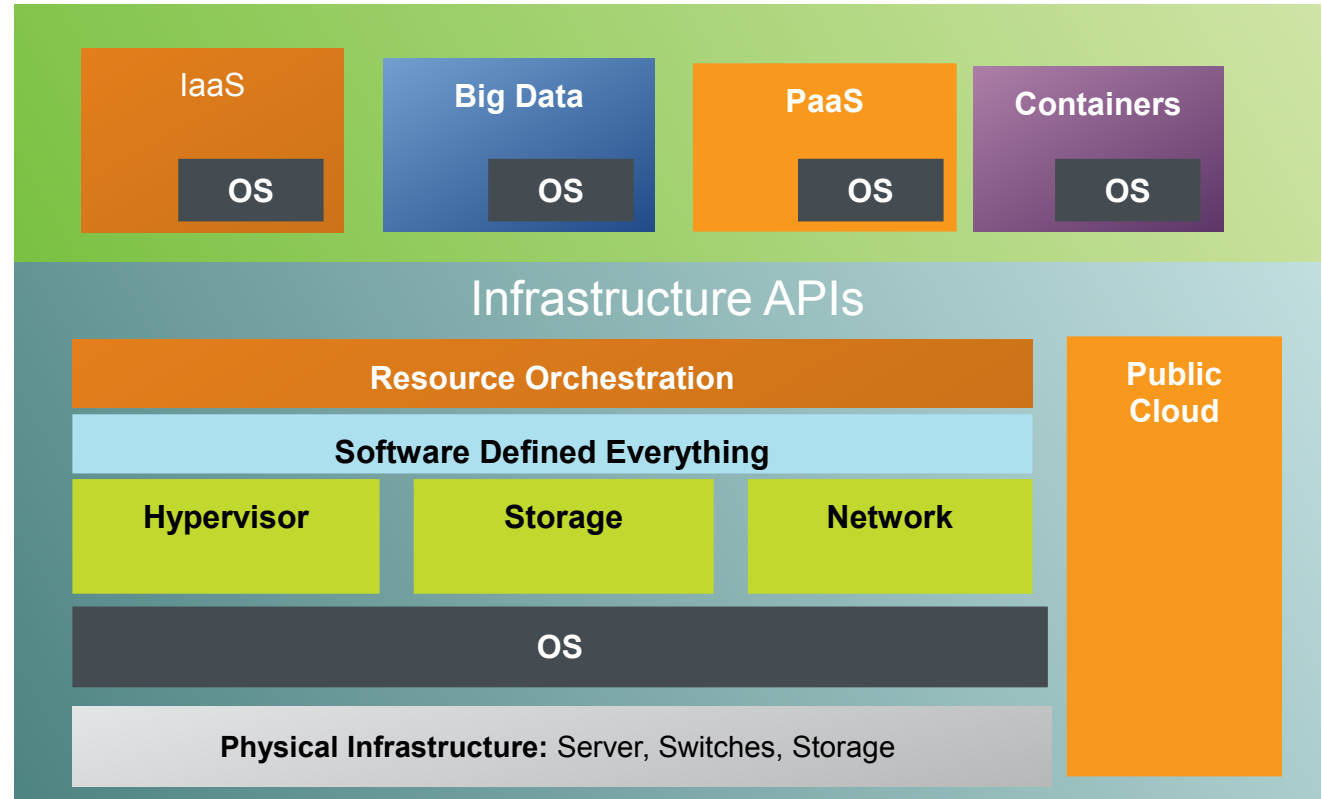 IaaS
Big Data
PaaS
Containers
OS
OS
OS
OS
Infrastructure APIs
Resource Orchestration
Public
Cloud
Software Defined Everything
Hypervisor
Storage
Network
OS
Physical Infrastructure: Server, Switches, Storage